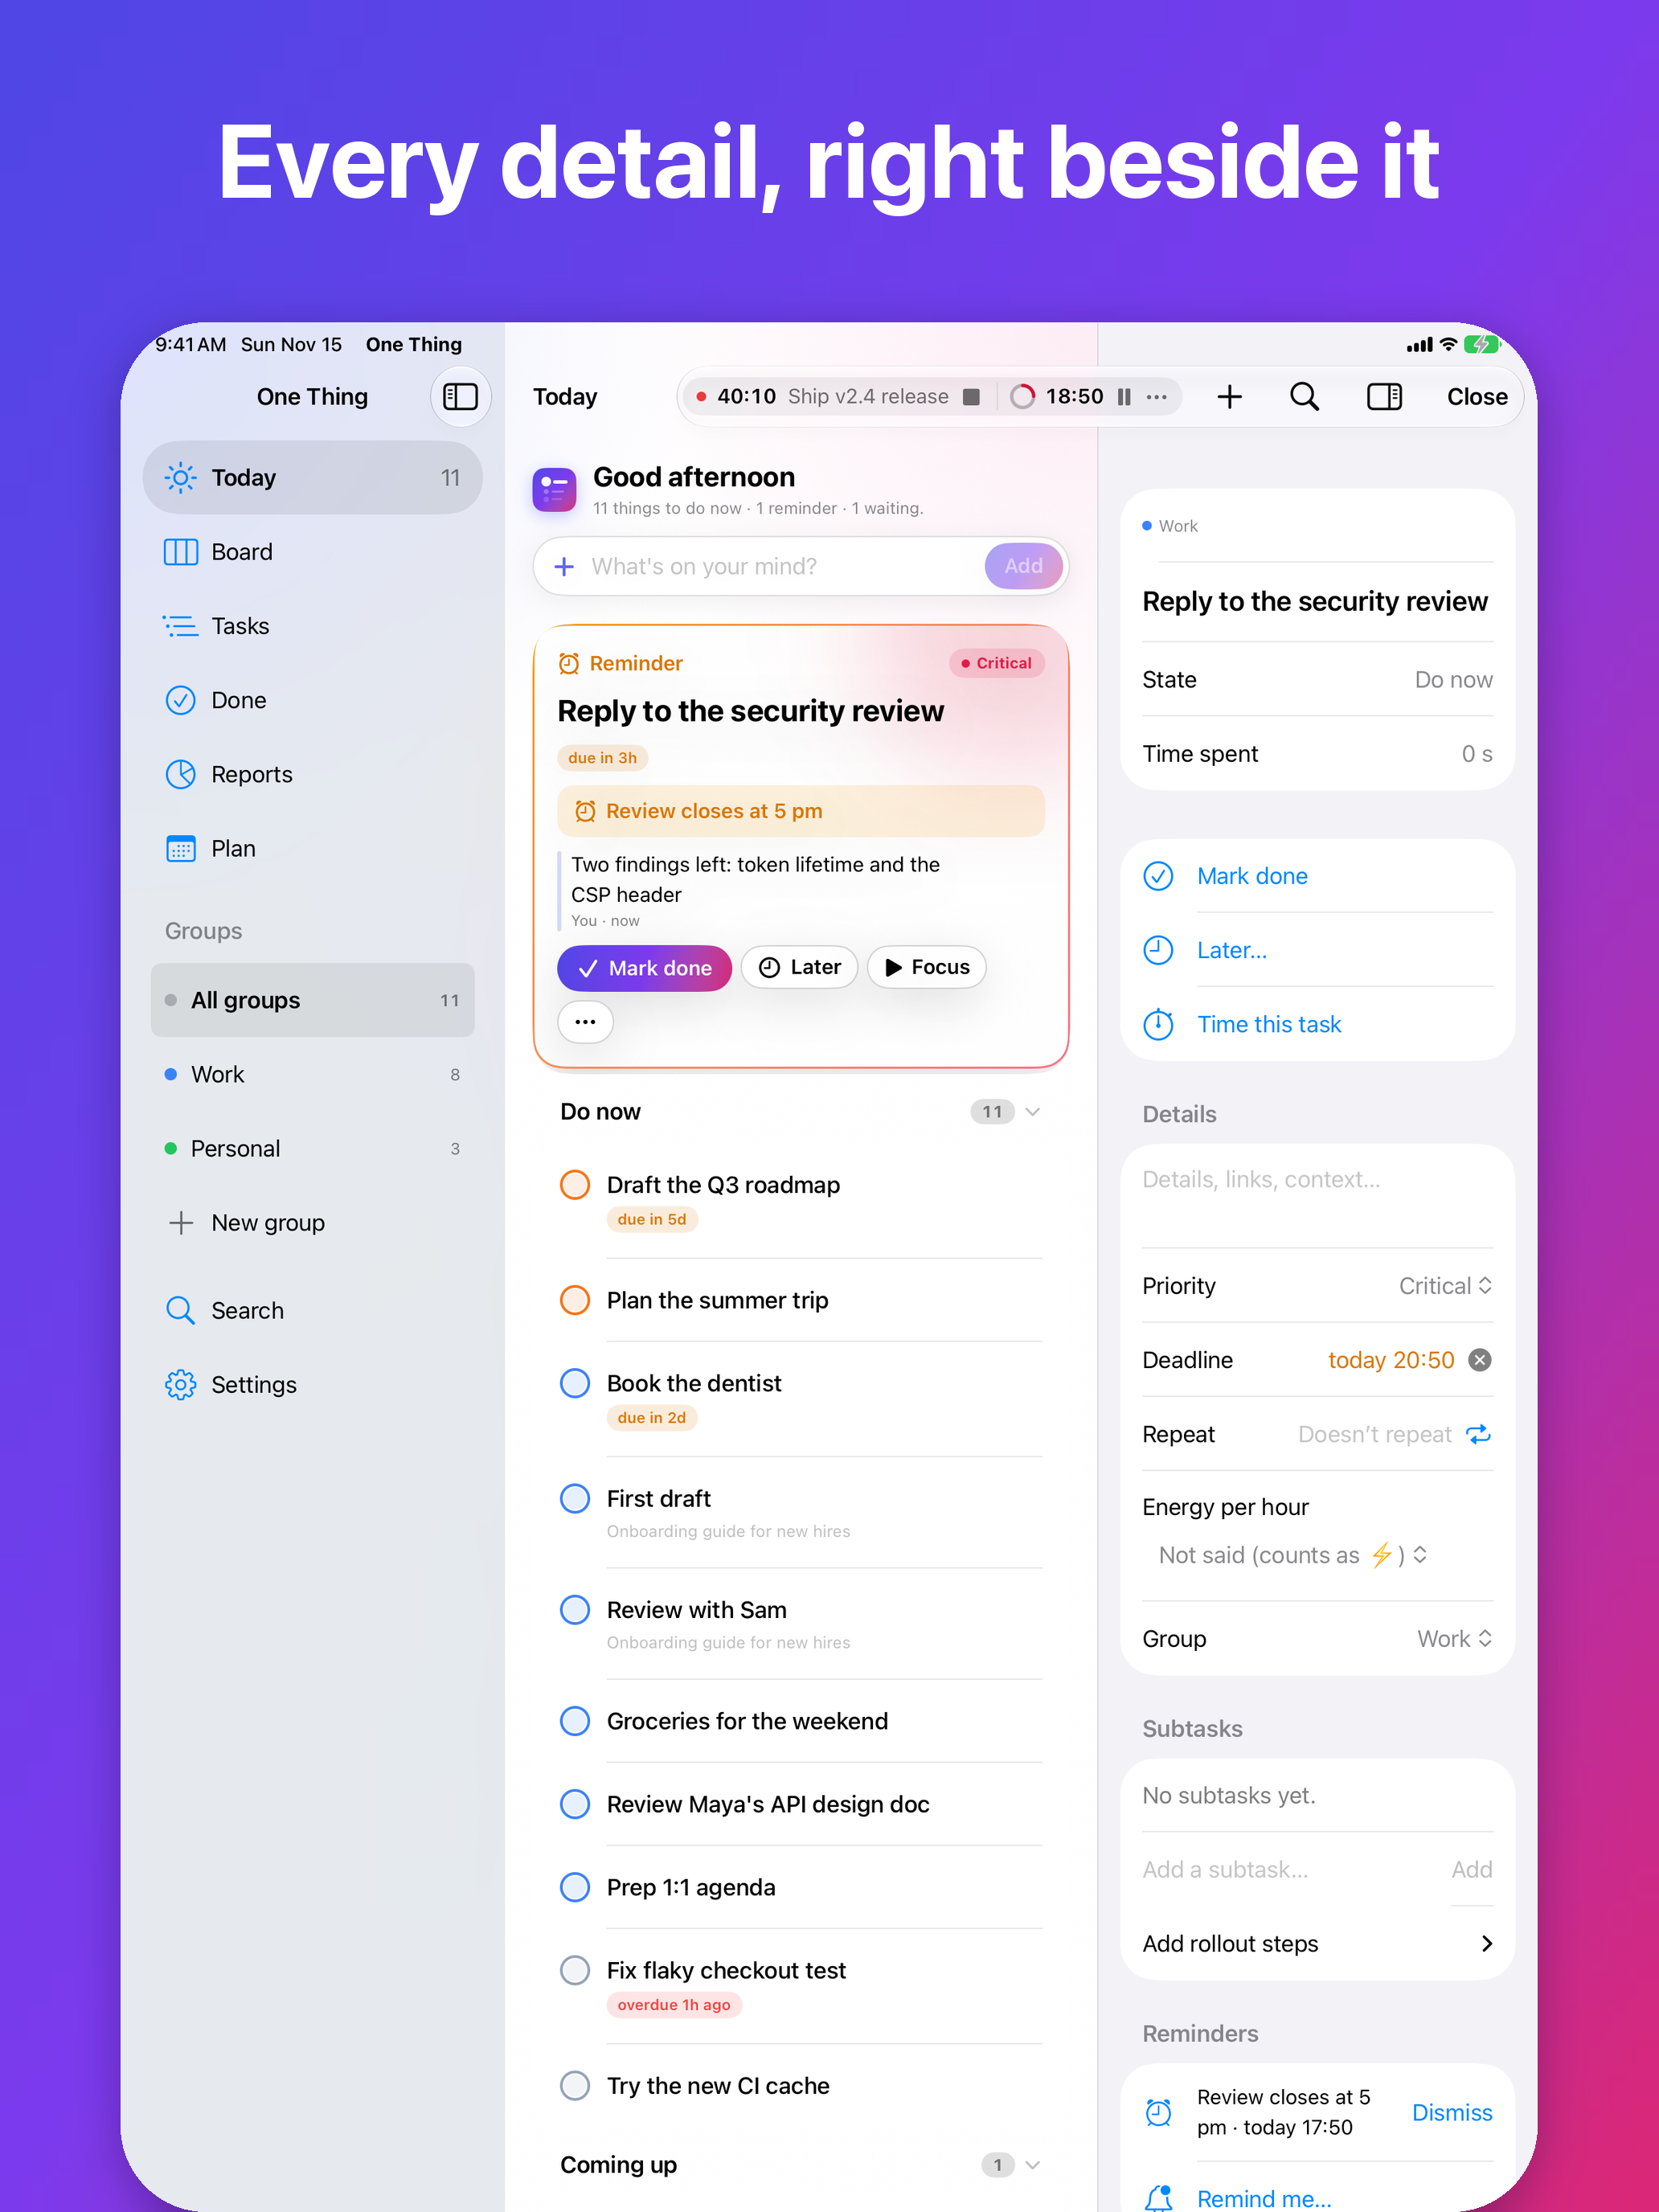 Every detail, right beside it
9:41 AM Sun Nov 15 One Thing
One Thing
Today 11
Board
Tasks
Done
Reports
Plan
Groups
All groups 11
Work 8
Personal 3
New group
Search
Settings
Today
40:10 Ship v2.4 release 18:50 Close
Good afternoon
11 things to do now · 1 reminder · 1 waiting.
What's on your mind? Add
Reminder Critical
Reply to the security review
due in 3h
Review closes at 5 pm
Two findings left: token lifetime and the
CSP header
You · now
Mark done Later Focus
Do now 11
Draft the Q3 roadmap
due in 5d
Plan the summer trip
Book the dentist
due in 2d
First draft
Onboarding guide for new hires
Review with Sam
Onboarding guide for new hires
Groceries for the weekend
Review Maya's API design doc
Prep 1:1 agenda
Fix flaky checkout test
overdue 1h ago
Try the new CI cache
Coming up 1
Work
Reply to the security review
State Do now
Time spent 0 s
Mark done
Later...
Time this task
Details
Details, links, context...
Priority Critical
Deadline today 20:50
Repeat Doesn’t repeat
Energy per hour
Not said (counts as ⚡)
Group Work
Subtasks
No subtasks yet.
Add a subtask... Add
Add rollout steps
Reminders
Review closes at 5
pm · today 17:50 Dismiss
Remind me...